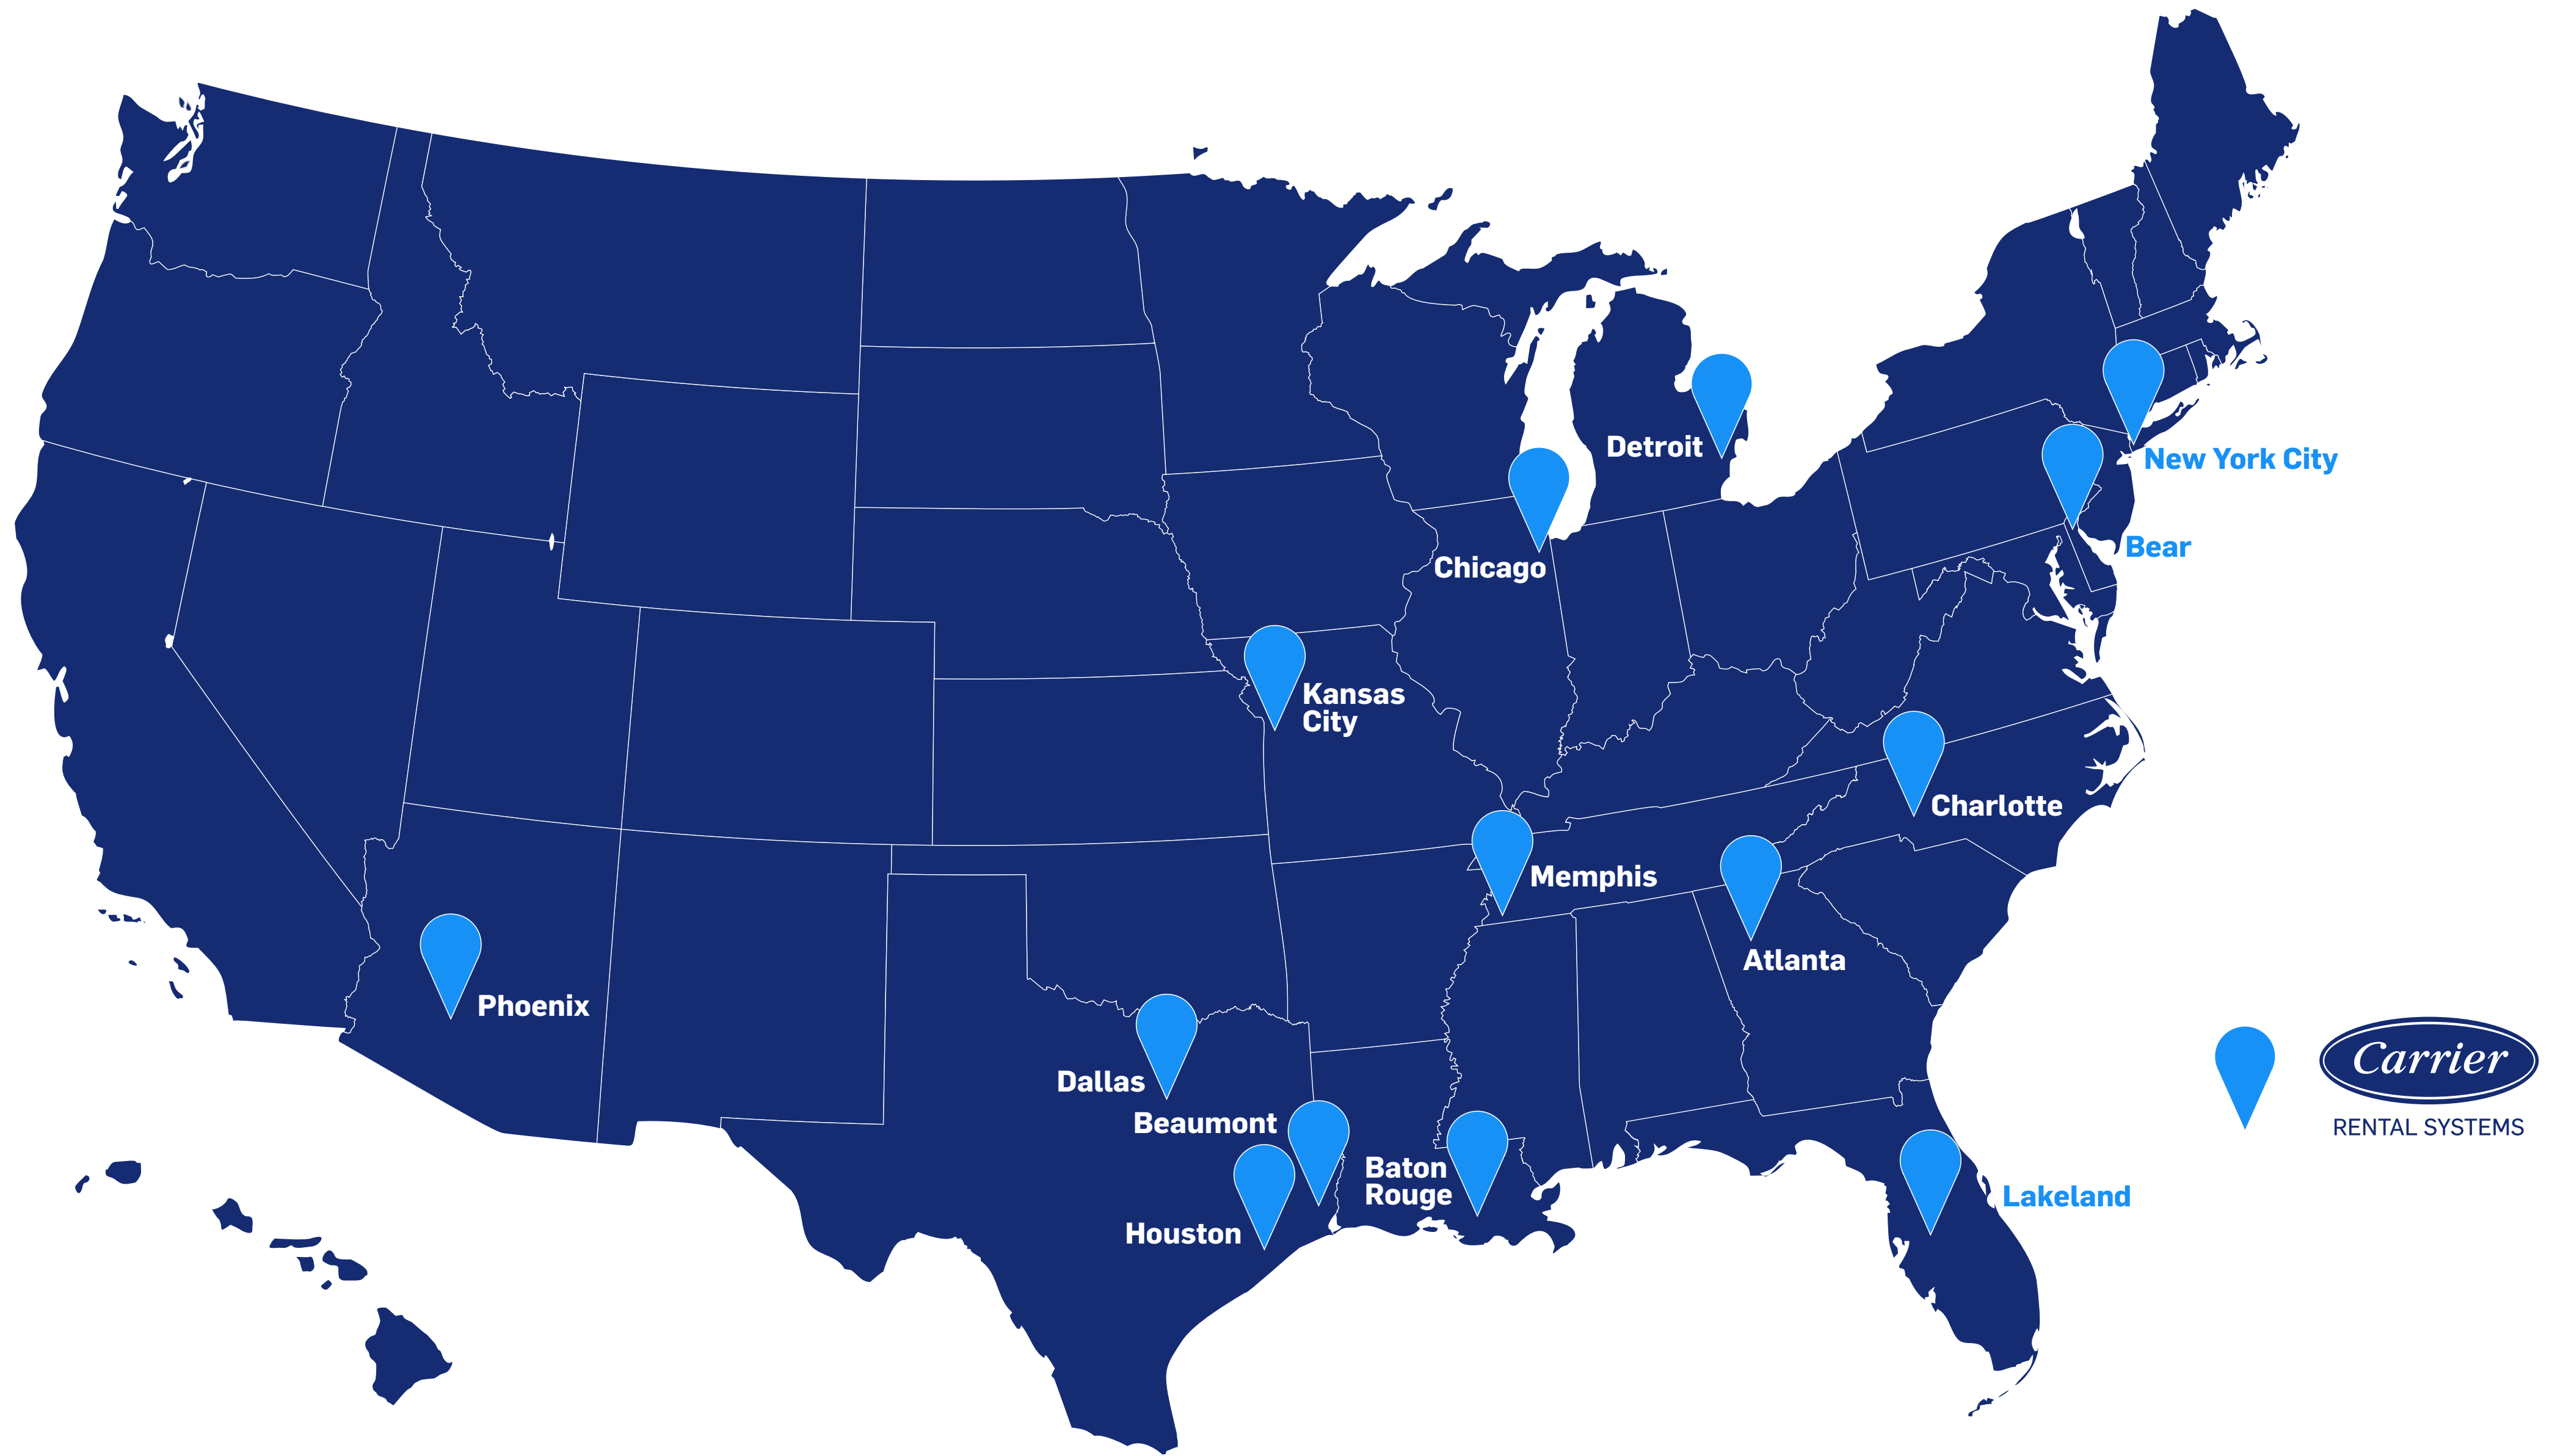 Detroit
New York City
Bear
Chicago
Kansas
City
Charlotte
Memphis
Atlanta
Phoenix
Dallas
Beaumont
Baton
Rouge
Houston
Lakeland
Carrier
RENTAL SYSTEMS